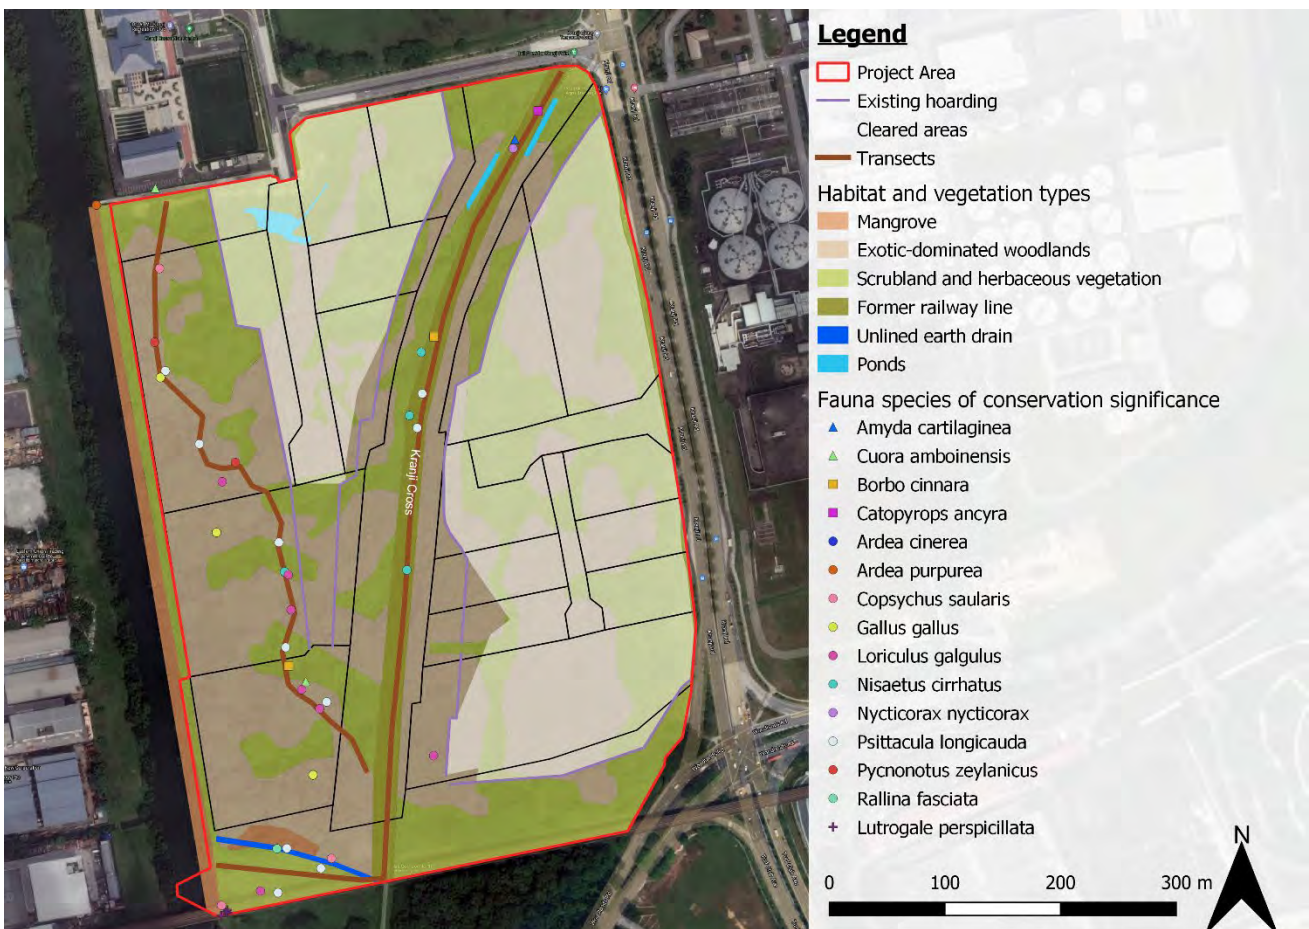 Legend
Project Area
Existing hoarding
Cleared areas
Transects
Habitat and vegetation types
Mangrove
Exotic-dominated woodlands
Scrubland and herbaceous vegetation
Former railway line
Unlined earth drain
Ponds
Fauna species of conservation significance
Amyda cartilaginea
Cuora amboinensis
Borbo cinnara
Catopyrops ancyra
Ardea cinerea
Ardea purpurea
Copsychus saularis
Gallus gallus
Loriculus galgulus
Nisaetus cirrhatus
Nycticorax nycticorax
Psittacula longicauda
Pycnonotus zeylanicus
Rallina fasciata
Lutrogale perspicillata
N
0 100 200 300 m
Kranji Cross